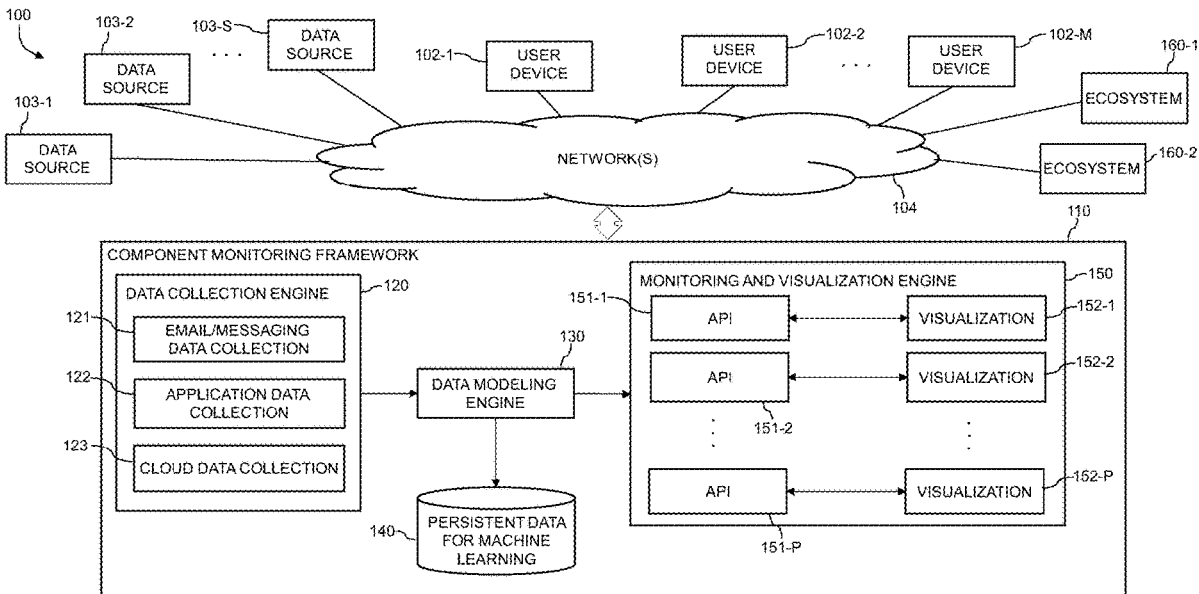 100
103-2
103-S
DATA
SOURCE
. . .
102-1
USER
DEVICE
USER
DEVICE
102-2
. . .
102-M
USER
DEVICE
160-1
DATA
SOURCE
ECOSYSTEM
103-1
DATA
SOURCE
NETWORK(S)
160-2
ECOSYSTEM
104
110
COMPONENT MONITORING FRAMEWORK
DATA COLLECTION ENGINE
120
121
EMAIL/MESSAGING
DATA COLLECTION
122
APPLICATION DATA
COLLECTION
123
CLOUD DATA COLLECTION
130
DATA MODELING
ENGINE
140
PERSISTENT DATA
FOR MACHINE
LEARNING
MONITORING AND VISUALIZATION ENGINE
150
151-1
API
VISUALIZATION
152-1
API
VISUALIZATION
152-2
151-2
API
VISUALIZATION
152-P
151-P